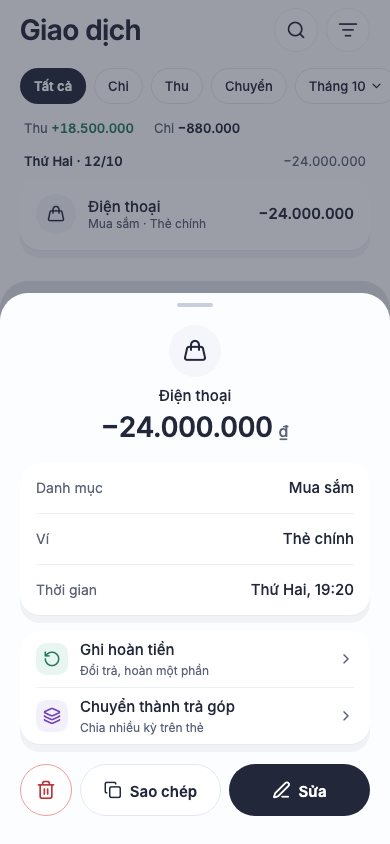 Giao dịch
Tất cả
Chi
Thu
Chuyển
Tháng 10
Thu +18.500.000 Chi −880.000
Thứ Hai · 12/10 −24.000.000
Điện thoại
Mua sắm · Thẻ chính
−24.000.000
Điện thoại
−24.000.000 ₫
Danh mục Mua sắm
Ví Thẻ chính
Thời gian Thứ Hai, 19:20
Ghi hoàn tiền
Đổi trả, hoàn một phần
Chuyển thành trả góp
Chia nhiều kỳ trên thẻ
Sao chép
Sửa